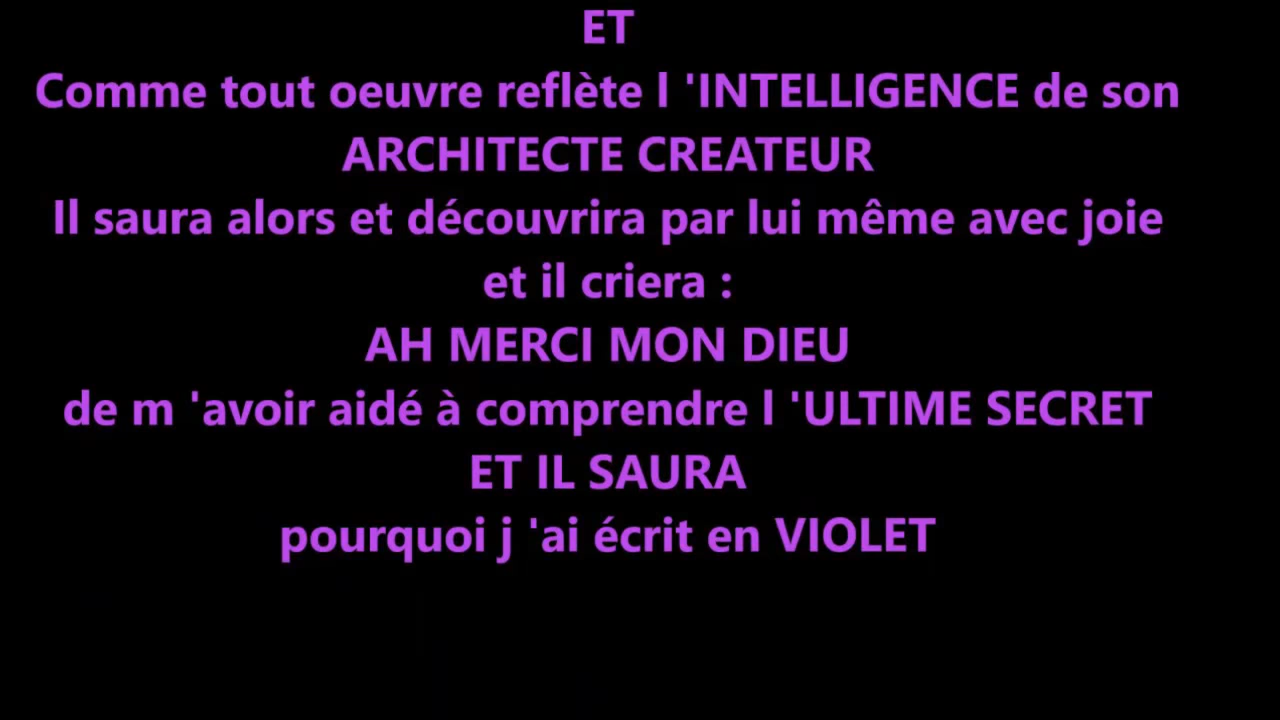 ET
Comme tout oeuvre reflète l 'INTELLIGENCE de son
ARCHITECTE CREATEUR
Il saura alors et découvrira par lui même avec joie
et il criera :
AH MERCI MON DIEU
de m 'avoir aidé à comprendre l 'ULTIME SECRET
ET IL SAURA
pourquoi j 'ai écrit en VIOLET